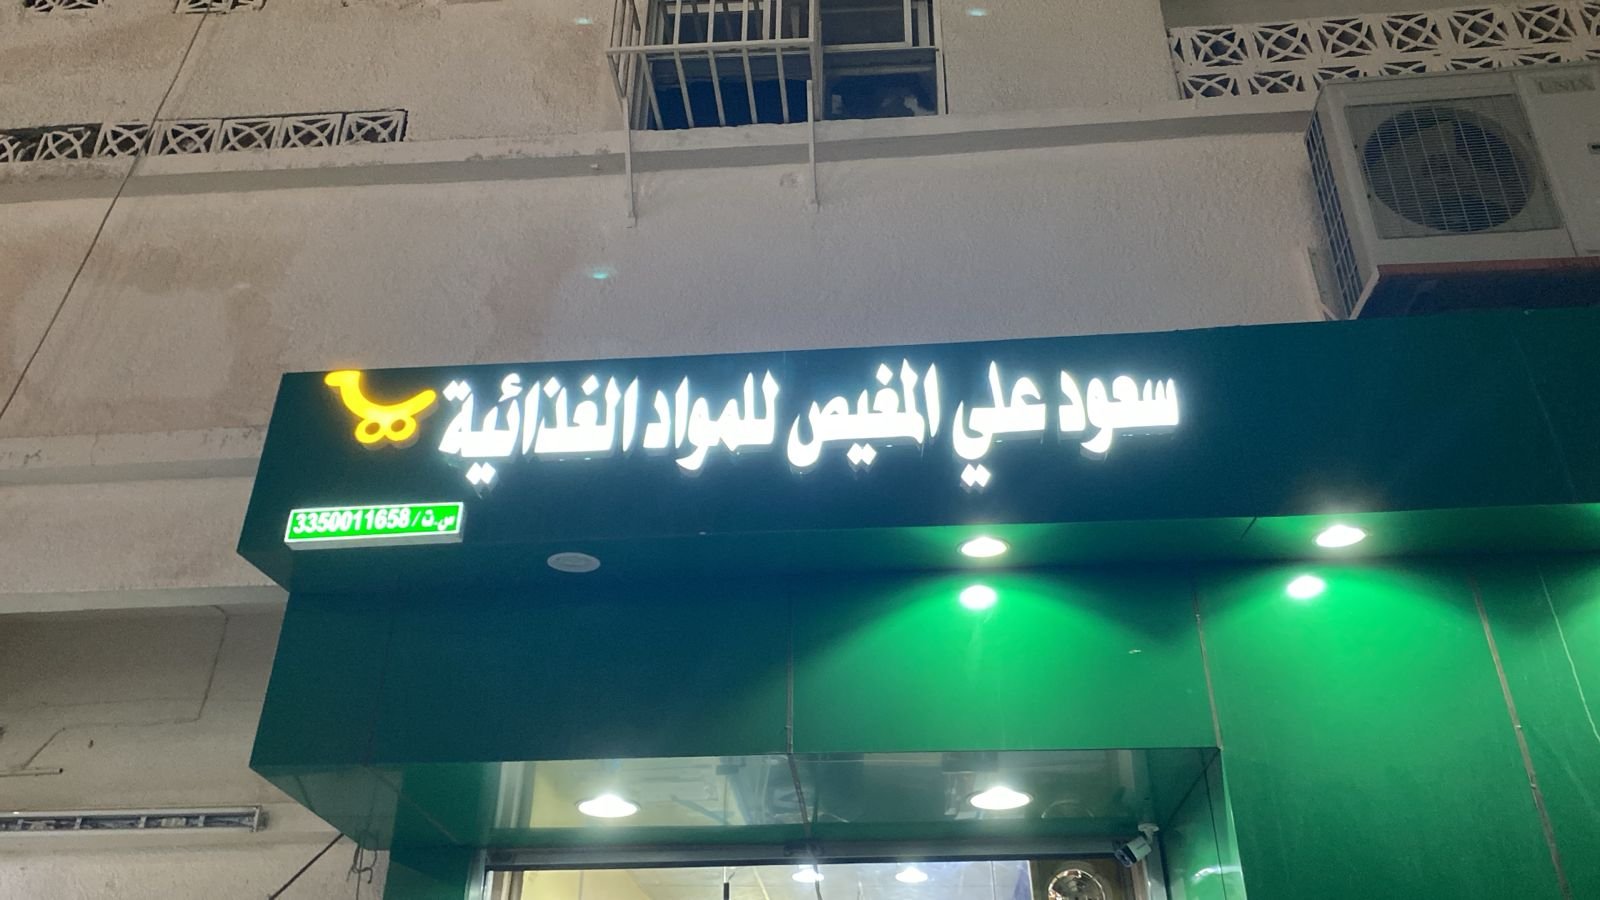 سعود علي المغيص للمواد الغذائية
س.ت / 3350011658